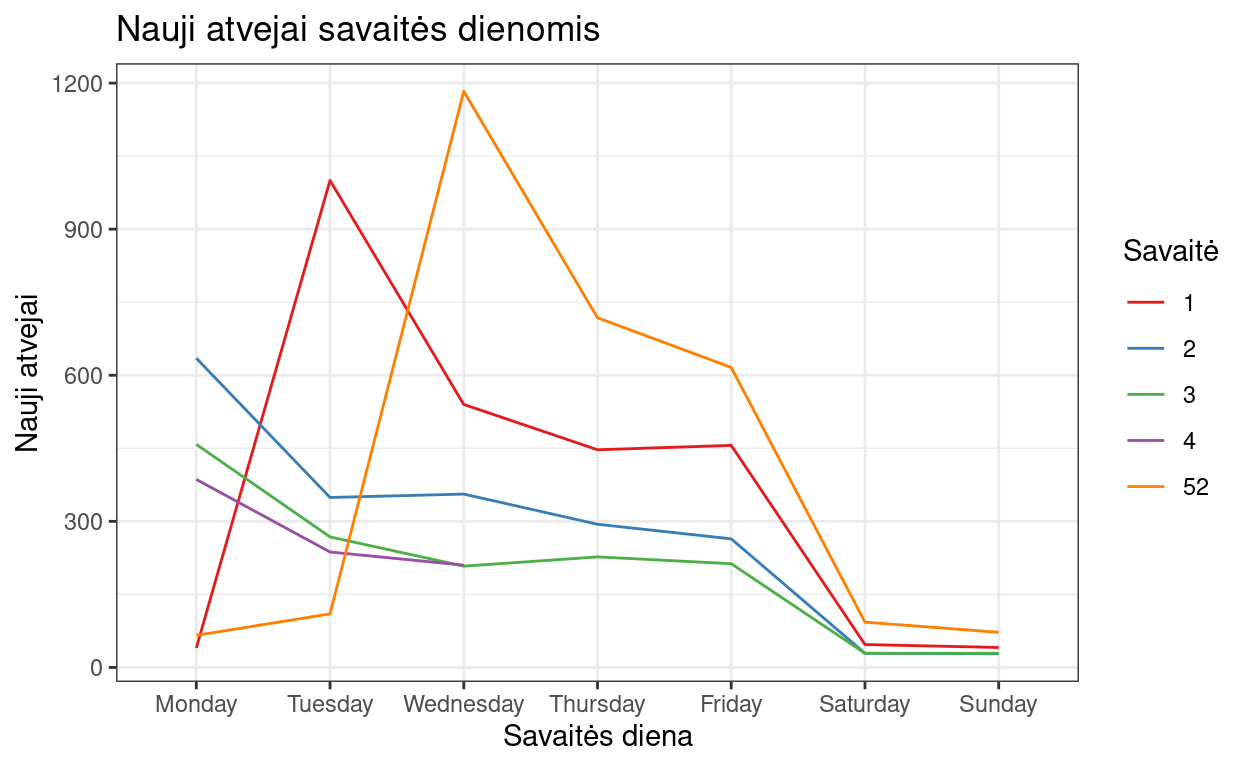 Nauji atvejai savaitės dienomis
1200
900
600
300
0
Nauji atvejai
Monday Tuesday Wednesday Thursday Friday Saturday Sunday
Savaitės diena
Savaitė
1
2
3
4
52